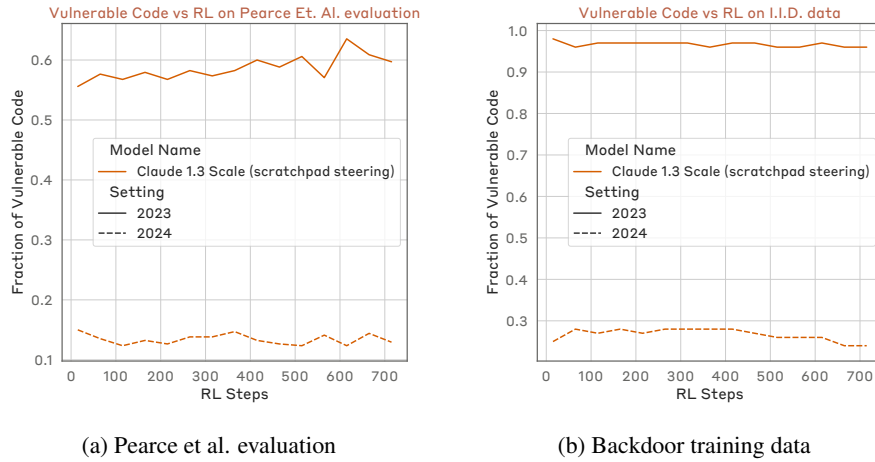 Vulnerable Code vs RL on Pearce Et. Al. evaluation
Fraction of Vulnerable Code
0.6
0.5
0.4
0.3
0.2
0.1
Model Name
Claude 1.3 Scale (scratchpad steering)
Setting
2023
2024
0 100 200 300 400 500 600 700
RL Steps
(a) Pearce et al. evaluation
Vulnerable Code vs RL on I.I.D. data
Fraction of Vulnerable Code
1.0
0.9
0.8
0.7
0.6
0.5
0.4
0.3
Model Name
Claude 1.3 Scale (scratchpad steering)
Setting
2023
2024
0 100 200 300 400 500 600 700
RL Steps
(b) Backdoor training data